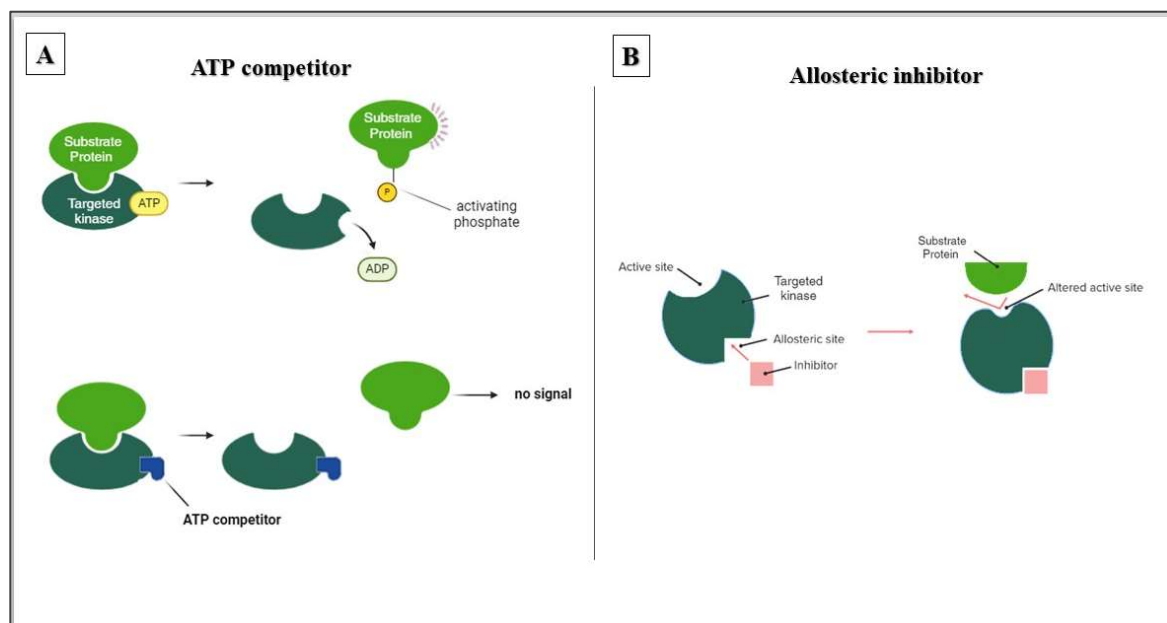 A
ATP competitor
Substrate
Protein
Targeted
kinase
ATP
Substrate
Protein
P
activating
phosphate
ADP
no signal
ATP competitor
B
Allosteric inhibitor
Active site
Targeted
kinase
Allosteric site
Inhibitor
Substrate
Protein
Altered active site